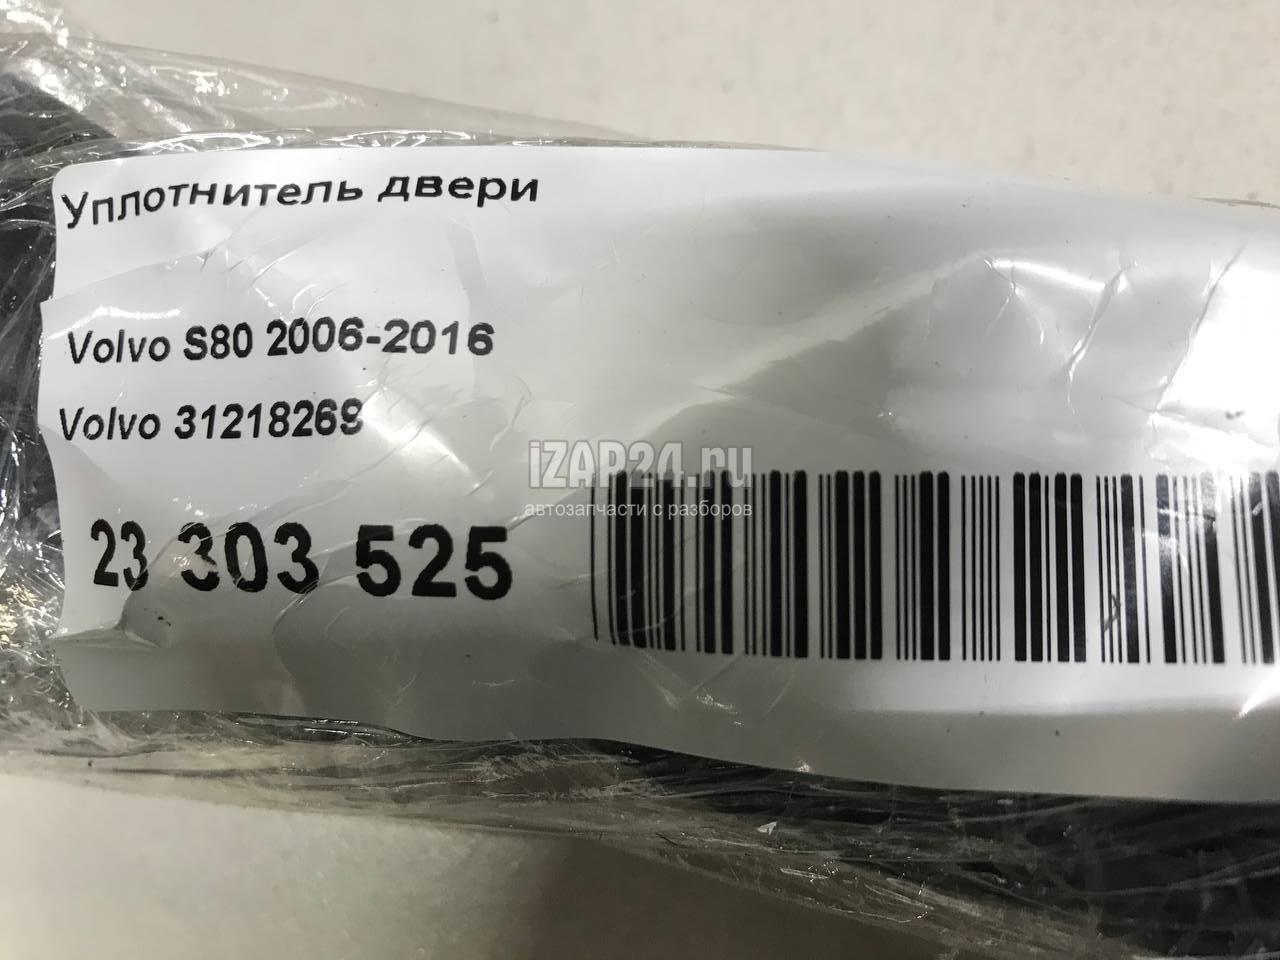 Уплотнитель двери
Volvo S80 2006-2016
Volvo 31218269
iZAP24.ru
автозапчасти с разборов
23 303 525